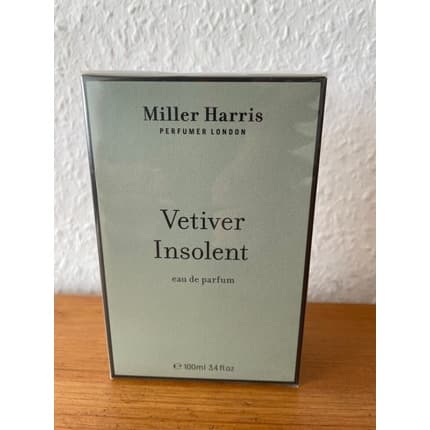 Miller Harris
PERFUMER LONDON
Vetiver
Insolent
eau de parfum
℮ 100ml 3.4 fl oz